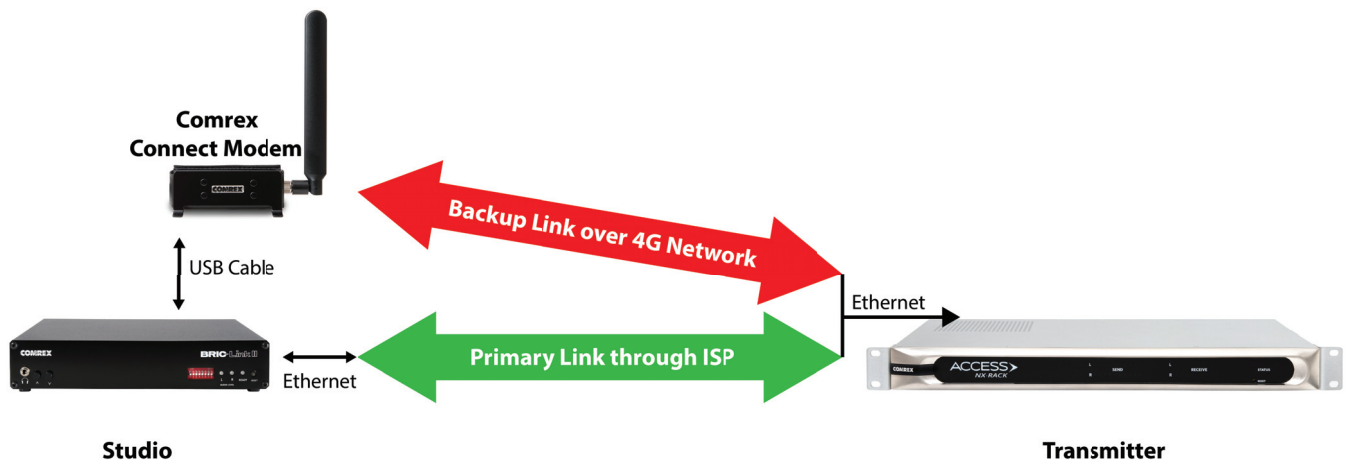 Comrex
Connect Modem
COMREX
Backup Link over 4G Network
USB Cable
Ethernet
COMREX
BRIC-Link II
Primary Link through ISP
Ethernet
COMREX
ACCESS
NX RACK
L
R
SEND
L
R
RECEIVE
STATUS
Studio
Transmitter